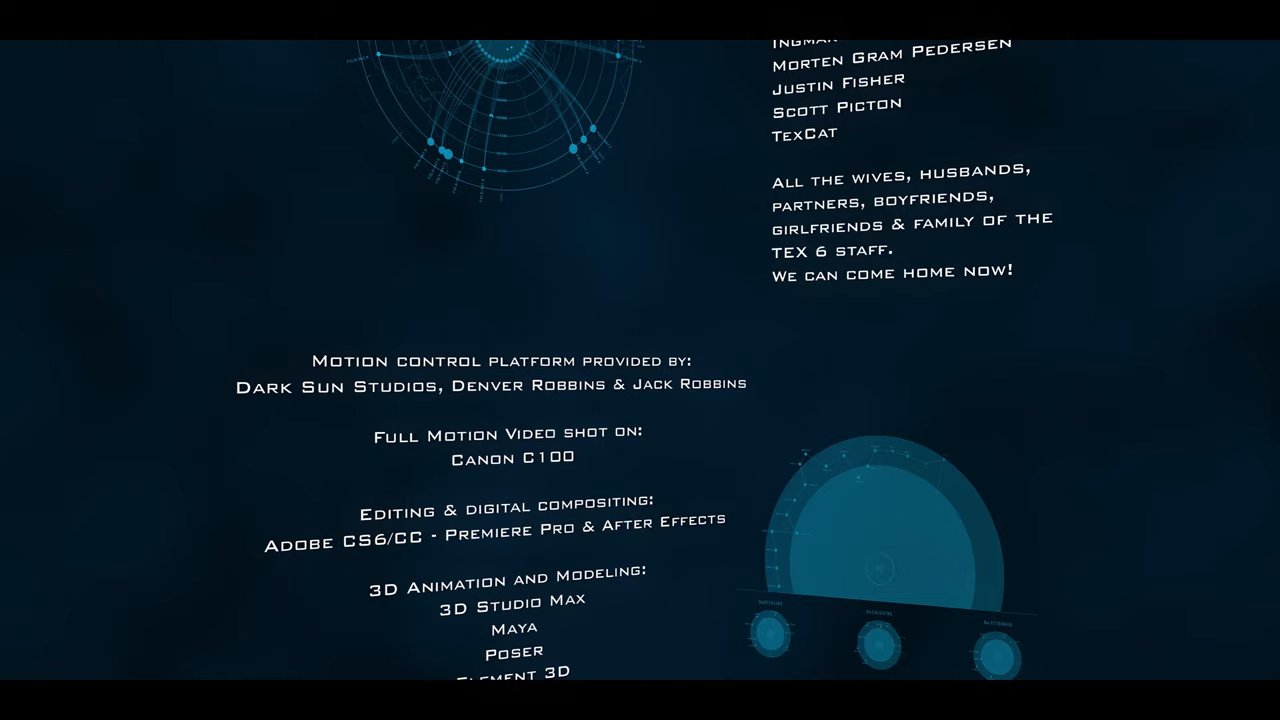 Morten Gram Pedersen
Justin Fisher
Scott Picton
TexCat
All the wives, husbands,
partners, boyfriends,
girlfriends & family of the
TEX 6 staff.
We can come home now!
Motion control platform provided by:
Dark Sun Studios, Denver Robbins & Jack Robbins
Full Motion Video shot on:
Canon C100
Editing & digital compositing:
Adobe CS6/CC - Premiere Pro & After Effects
3D Animation and Modeling:
3D Studio Max
Maya
Poser
Element 3D